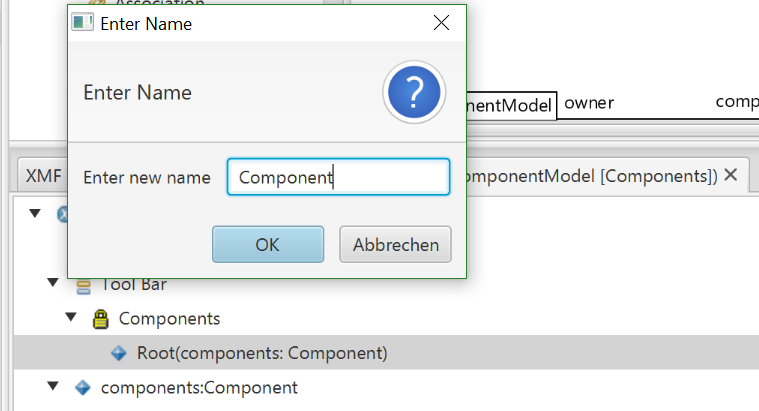 Enter Name
Association
Enter Name
nentModel
owner
comp
Enter new name
Component
XMF
omponentModel [Components])
OK
Abbrechen
Tool Bar
Components
Root(components: Component)
components:Component